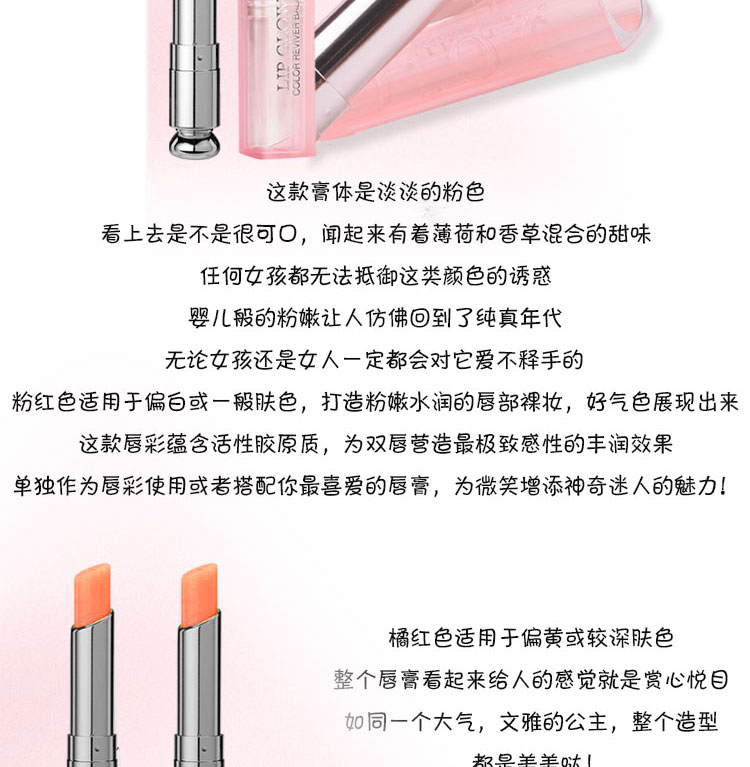 LIP GLOW
COLOR REVIVER BAL
这款膏体是淡淡的粉色
看上去是不是很可口，闻起来有着薄荷和香草混合的甜味
任何女孩都无法抵御这类颜色的诱惑
婴儿般的粉嫩让人仿佛回到了纯真年代
无论女孩还是女人一定都会对它爱不释手的
粉红色适用于偏白或一般肤色，打造粉嫩水润的唇部裸妆，好气色展现出来
这款唇彩蕴含活性胶原质，为双唇营造最极致感性的丰润效果
单独作为唇彩使用或者搭配你最喜爱的唇膏，为微笑增添神奇迷人的魅力！
橘红色适用于偏黄或较深肤色
整个唇膏看起来给人的感觉就是赏心悦目
如同一个大气，文雅的公主，整个造型
都是美美哒！